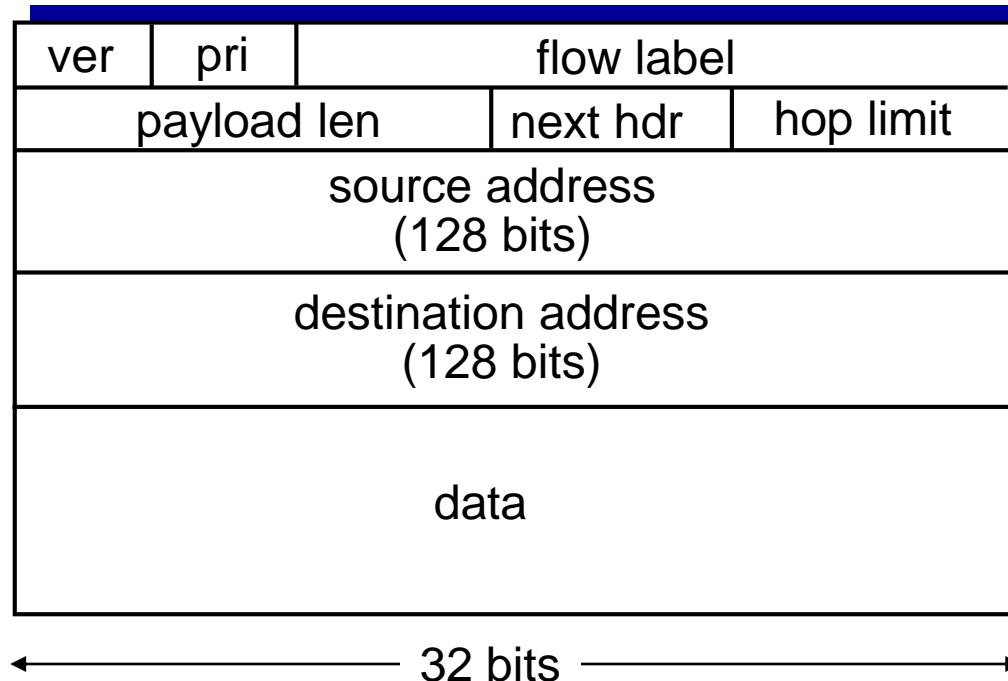 ver pri flow label
payload len next hdr hop limit
source address
(128 bits)
destination address
(128 bits)
data
32 bits